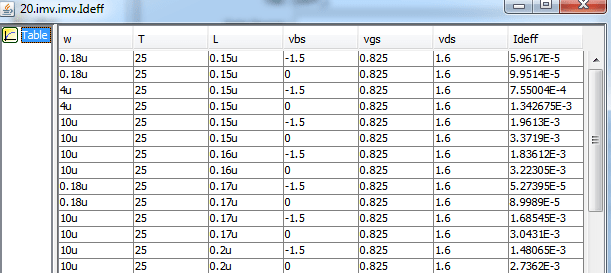 20.imv.imv.Ideff
Table
w T L vbs vgs vds Ideff
0.18u 25 0.15u -1.5 0.825 1.6 5.9617E-5
0.18u 25 0.15u 0 0.825 1.6 9.9514E-5
4u 25 0.15u -1.5 0.825 1.6 7.55004E-4
4u 25 0.15u 0 0.825 1.6 1.342675E-3
10u 25 0.15u -1.5 0.825 1.6 1.9613E-3
10u 25 0.15u 0 0.825 1.6 3.3719E-3
10u 25 0.16u -1.5 0.825 1.6 1.83612E-3
10u 25 0.16u 0 0.825 1.6 3.22305E-3
0.18u 25 0.17u -1.5 0.825 1.6 5.27395E-5
0.18u 25 0.17u 0 0.825 1.6 8.9989E-5
10u 25 0.17u -1.5 0.825 1.6 1.68545E-3
10u 25 0.17u 0 0.825 1.6 3.0431E-3
10u 25 0.2u -1.5 0.825 1.6 1.48065E-3
10u 25 0.2u 0 0.825 1.6 2.7362E-3